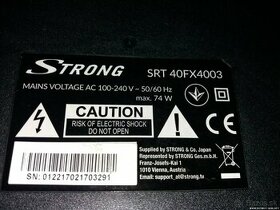 STRONG
SRT 40FX4003
MAINS VOLTAGE AC 100-240 V ~ 50/60 Hz
max. 74 W
CAUTION
RISK OF ELECTRIC SHOCK
DO NOT OPEN
Supplied by STRONG & Co, Japan
Represented by STRONG Ges.m.b.H.
Franz-Josefs-Kai 1
1010 Vienna, Austria
Email: support_at@strong.tv
SN: 012217021703291